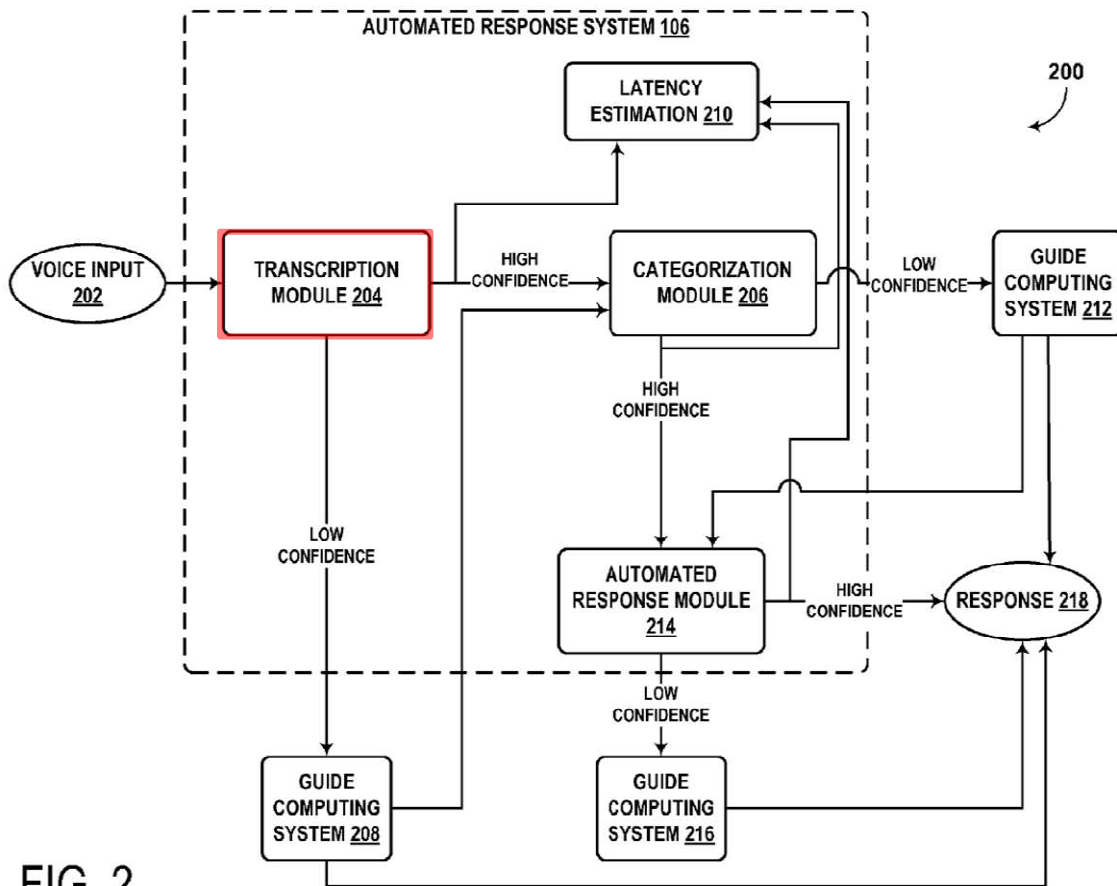 AUTOMATED RESPONSE SYSTEM 106
LATENCY
ESTIMATION 210
200
VOICE INPUT
202
TRANSCRIPTION
MODULE 204
HIGH
CONFIDENCE
CATEGORIZATION
MODULE 206
LOW
CONFIDENCE
GUIDE
COMPUTING
SYSTEM 212
HIGH
CONFIDENCE
LOW
CONFIDENCE
AUTOMATED
RESPONSE MODULE
214
HIGH
CONFIDENCE
RESPONSE 218
LOW
CONFIDENCE
GUIDE
COMPUTING
SYSTEM 208
GUIDE
COMPUTING
SYSTEM 216
FIG. 2